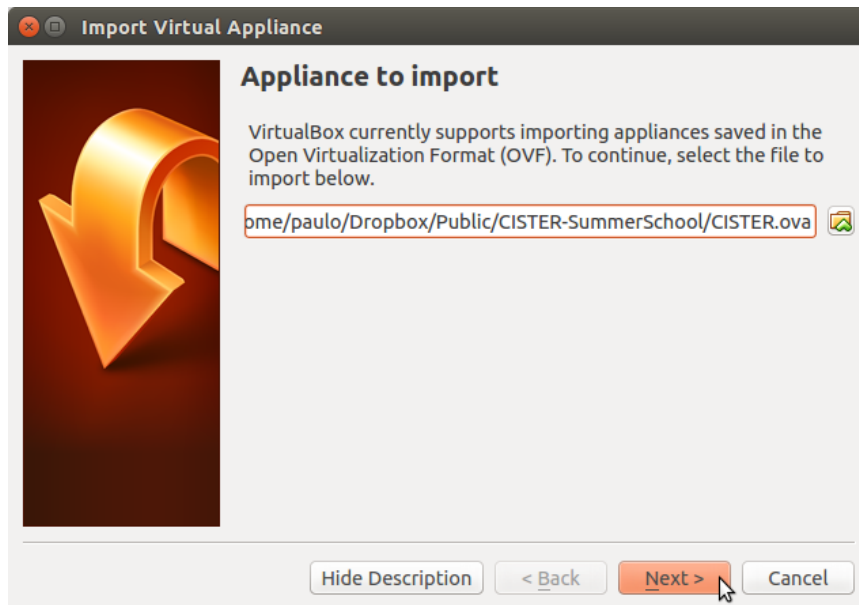 Import Virtual Appliance
Appliance to import
VirtualBox currently supports importing appliances saved in the
Open Virtualization Format (OVF). To continue, select the file to
import below.
ome/paulo/Dropbox/Public/CISTER-SummerSchool/CISTER.ova
Hide Description < Back Next > Cancel